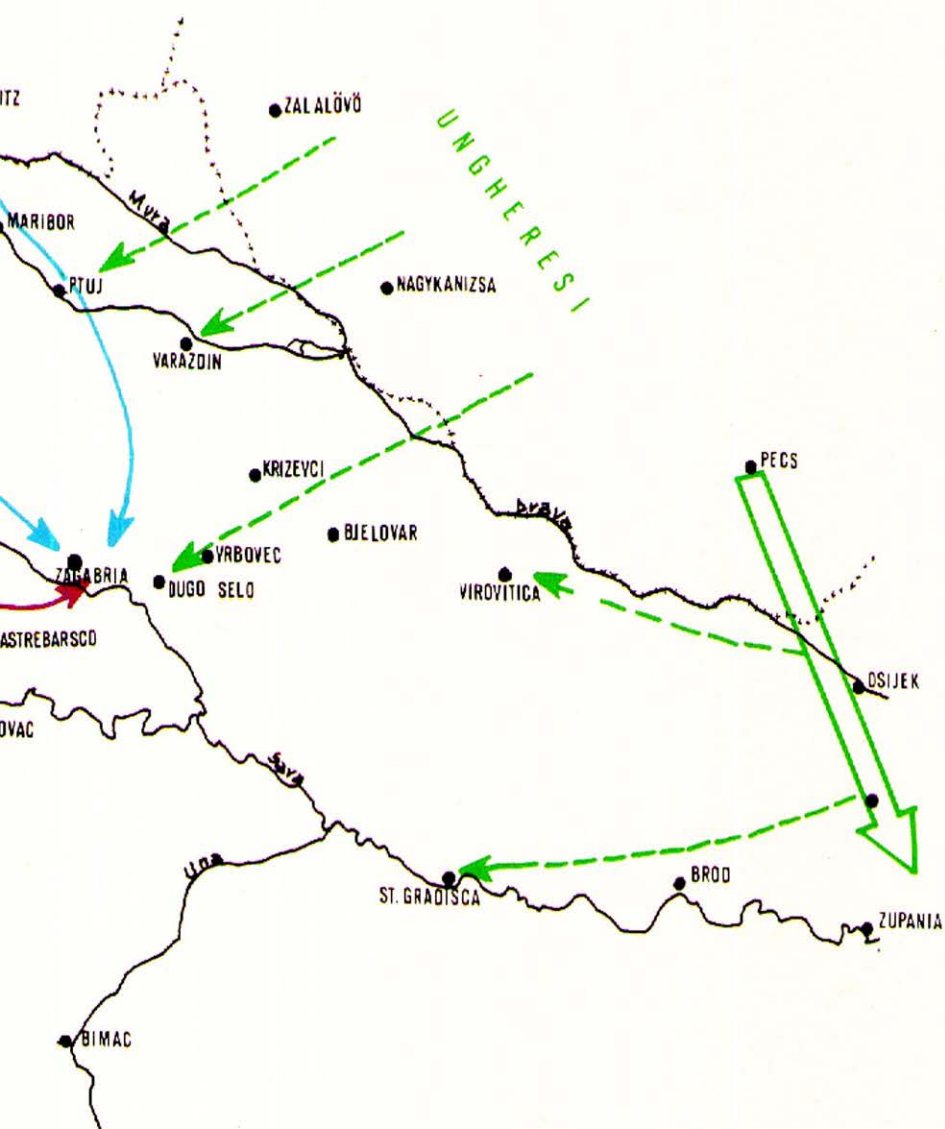 ITZ
ZALALÖVÖ
UNGHERESI
Mura
MARIBOR
PTUJ
NAGYKANIZSA
VARAZDIN
KRIZEVCI
PECS
drava
BJELOVAR
VRBOVEC
ZAGABRIA
DUGO SELO
VIROVITICA
ASTREBARSCO
OSIJEK
OVAC
Sava
Una
BROD
ST. GRADISCA
ZUPANIA
BIMAC